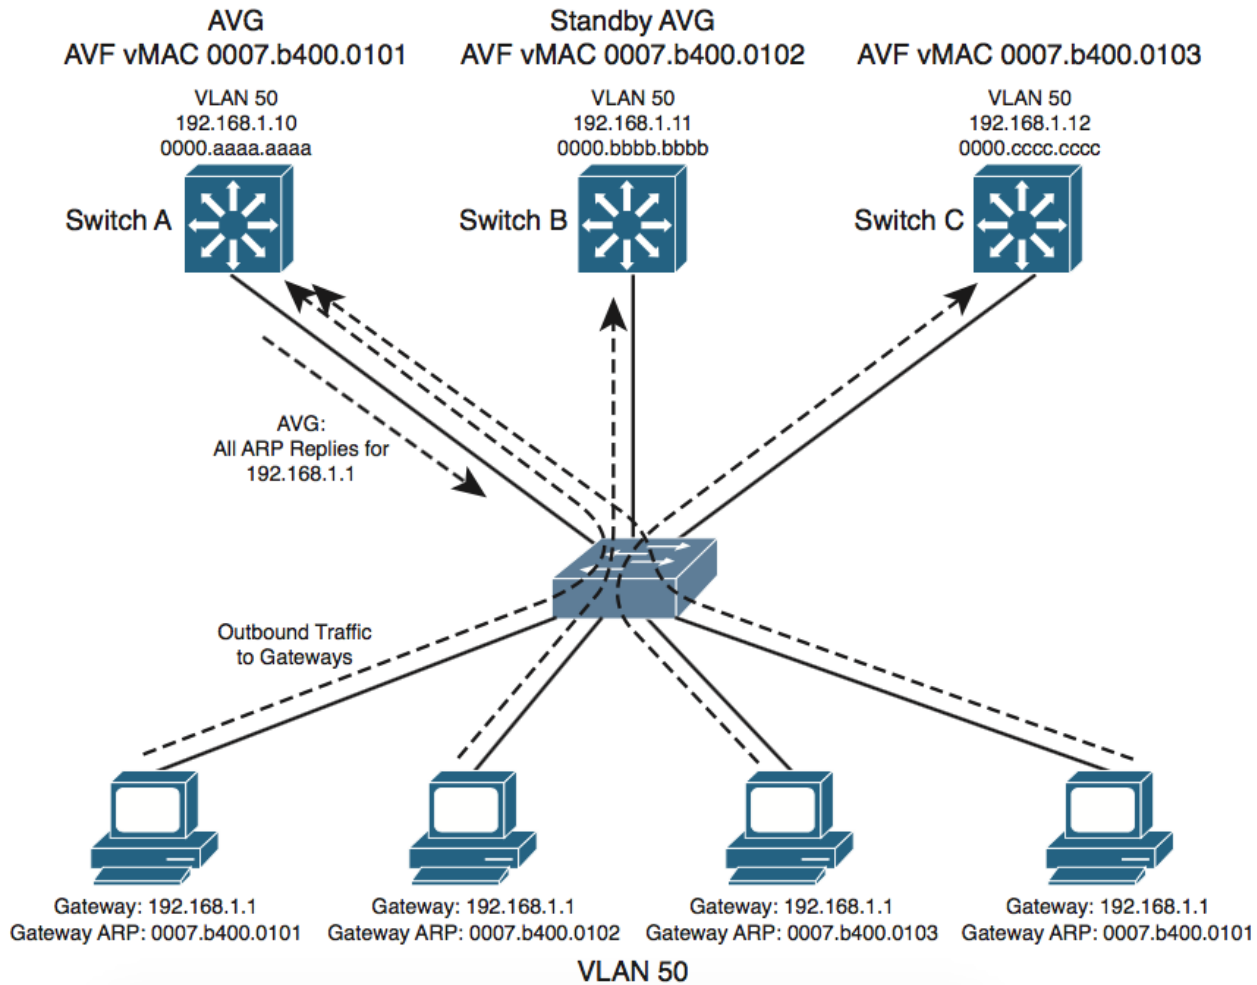 AVG
AVF vMAC 0007.b400.0101
VLAN 50
192.168.1.10
0000.aaaa.aaaa
Switch A
Standby AVG
AVF vMAC 0007.b400.0102
VLAN 50
192.168.1.11
0000.bbbb.bbbb
Switch B
AVF vMAC 0007.b400.0103
VLAN 50
192.168.1.12
0000.cccc.cccc
Switch C
AVG:
All ARP Replies for
192.168.1.1
Outbound Traffic
to Gateways
Gateway: 192.168.1.1
Gateway ARP: 0007.b400.0101
Gateway: 192.168.1.1
Gateway ARP: 0007.b400.0102
Gateway: 192.168.1.1
Gateway ARP: 0007.b400.0103
Gateway: 192.168.1.1
Gateway ARP: 0007.b400.0101
VLAN 50